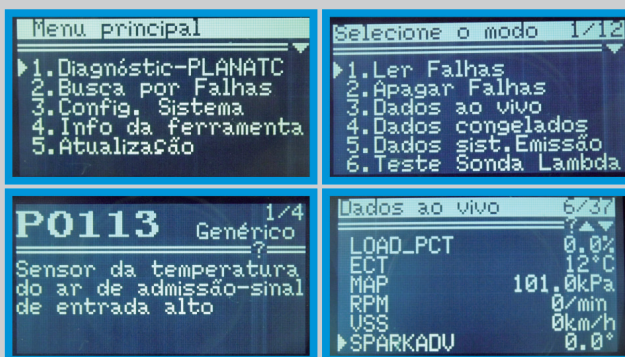 Menu principal
1.Diagnóstic-PLANATC
2.Busca por Falhas
3.Config. Sistema
4.Info da ferramenta
5.Atualização
Selecione o modo 1/12
1.Ler Falhas
2.Apagar Falhas
3.Dados ao vivo
4.Dados congelados
5.Dados sist.Emissão
6.Teste Sonda Lambda
P0113 1/4
Genérico
?
Sensor da temperatura
do ar de admissão-sinal
de entrada alto
Dados ao vivo 6/37
?
LOAD_PCT 0.0%
ECT 12°C
MAP 101.0kPa
RPM 0/min
VSS 0km/h
SPARKADV 0.0°